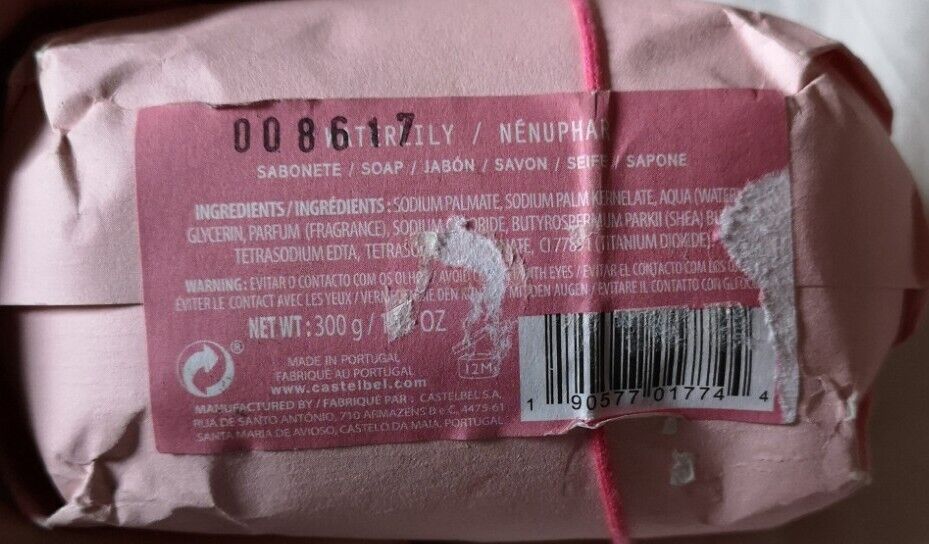 008617
WATERLILY / NÉNUPHAR
SABONETE / SOAP / JABÓN / SAVON / SEIFE / SAPONE
INGREDIENTS / INGRÉDIENTS : SODIUM PALMATE, SODIUM PALM KERNELATE, AQUA (WATER)
GLYCERIN, PARFUM (FRAGRANCE), SODIUM BUTYROSPERMUM PARKII (SHEA)
TETRASODIUM EDTA, CI 77891 (TITANIUM DIOXIDE)
WARNING : EVITAR O CONTACTO COM OS OLHOS / AVOID WITH EYES / EVITAR EL CONTACTO CON LOS
ÉVITER LE CONTACT AVEC LES YEUX / DEN MIT DEN AUGEN / EVITARE IL CONTATTO CON GLI
NET WT : 300 g / OZ
MADE IN PORTUGAL
FABRIQUÉ AU PORTUGAL
www.castelbel.com
12M
MANUFACTURED BY / FABRIQUÉ PAR : CASTELBEL S.A.
RUA DE SANTO ANTÓNIO, 710 ARMAZÉNS B e C, 4475-61
SANTA MARIA DE AVIOSO, CASTELO DA MAIA, PORTUGAL
1 90577 01774 4
®